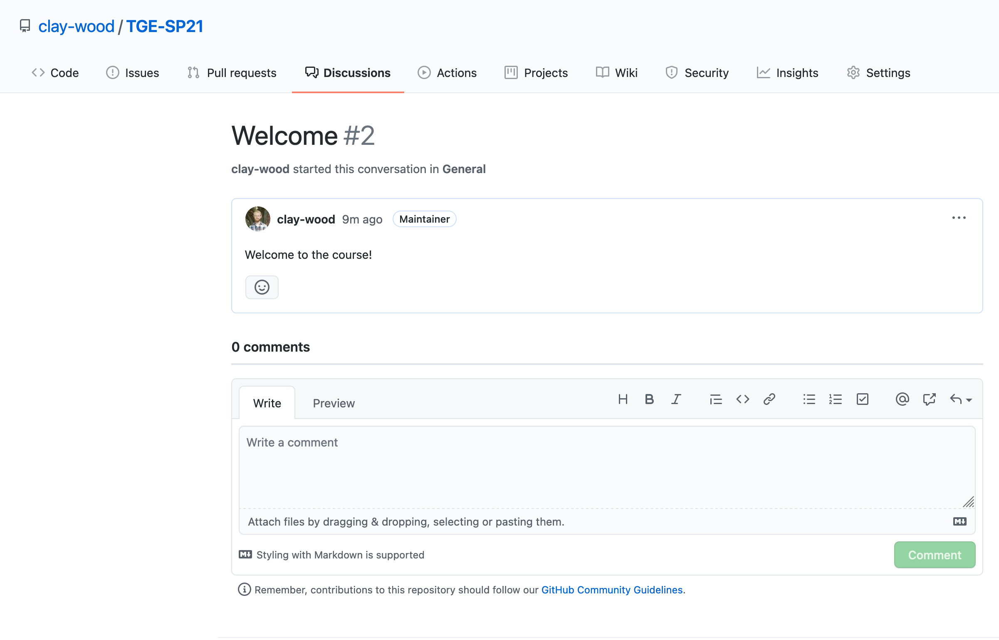 clay-wood / TGE-SP21
Code Issues Pull requests Discussions Actions Projects Wiki Security Insights Settings
Welcome #2
clay-wood started this conversation in General
clay-wood 9m ago Maintainer
Welcome to the course!
0 comments
Write Preview
Write a comment
Attach files by dragging & dropping, selecting or pasting them.
Styling with Markdown is supported
Comment
Remember, contributions to this repository should follow our GitHub Community Guidelines.